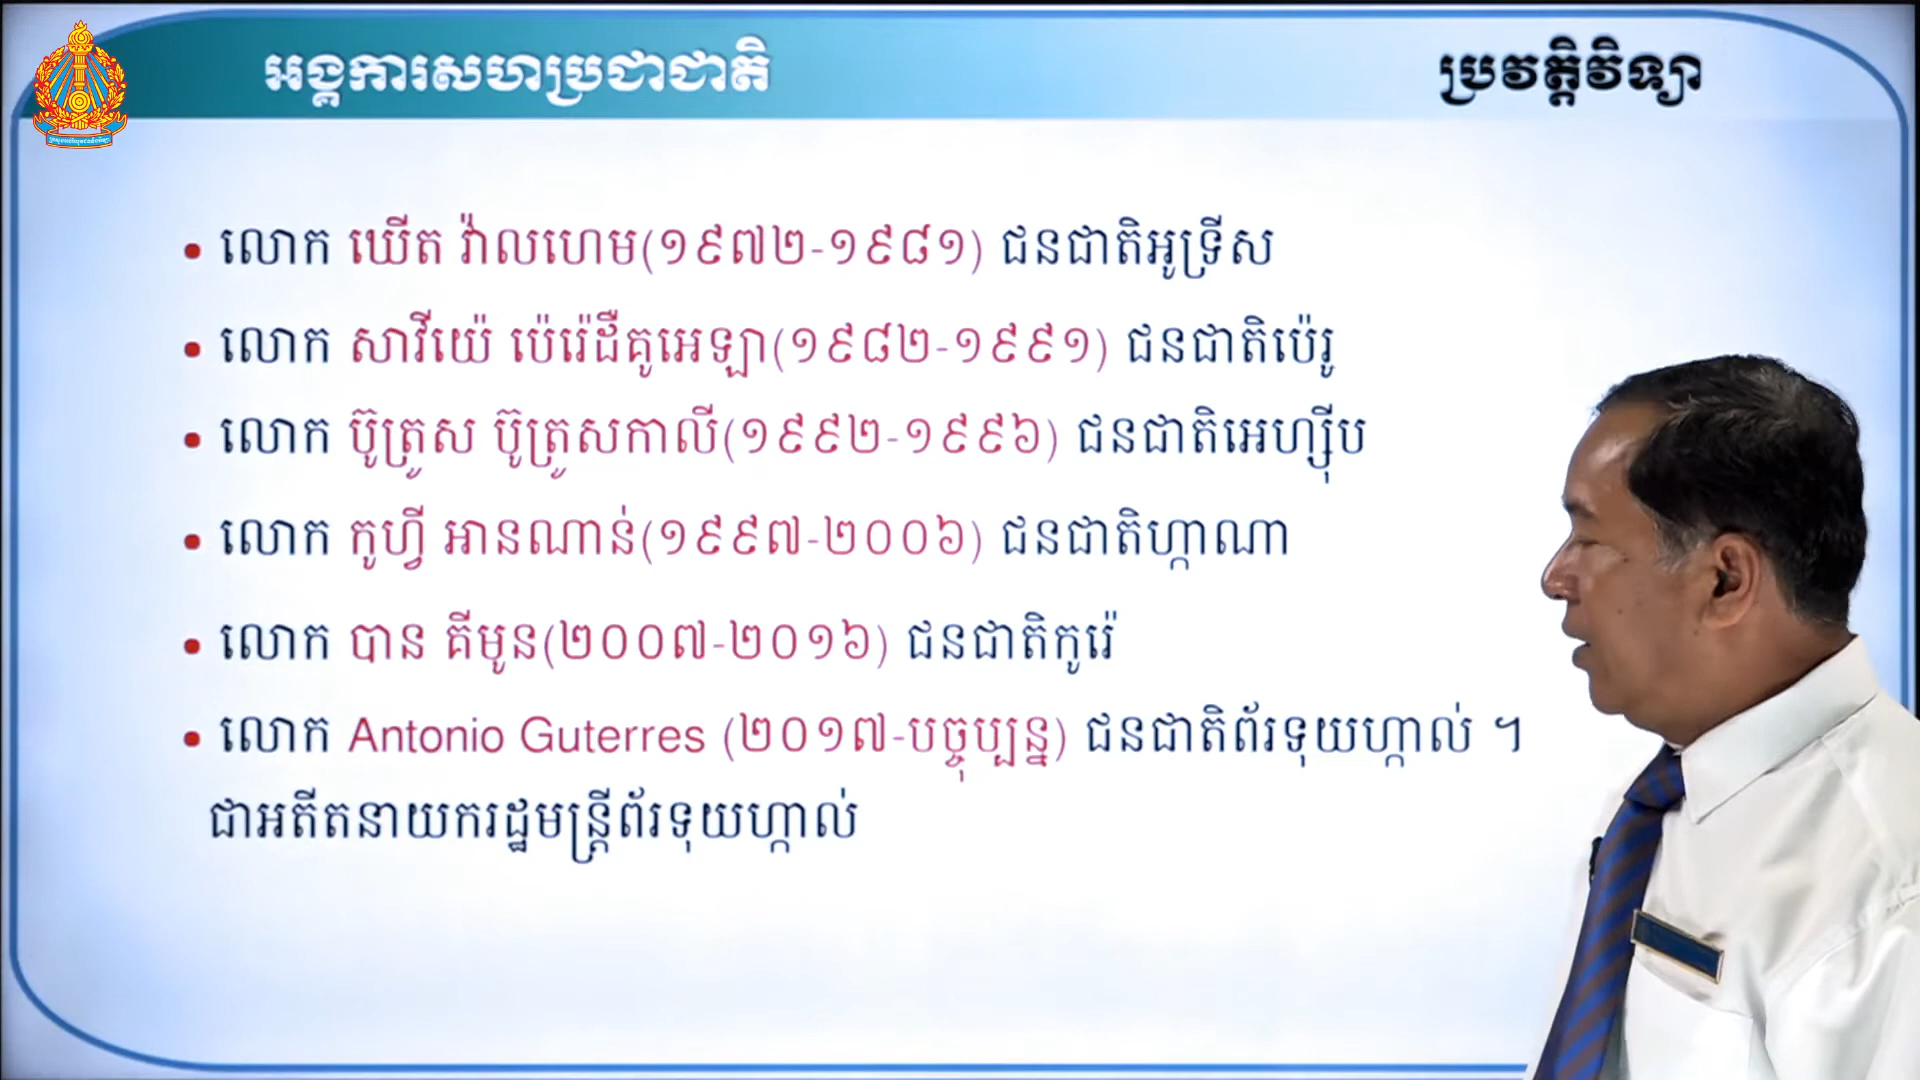 អង្គការសហប្រជាជាតិ
ប្រវត្តិវិទ្យា
• លោក ឃើត វ៉ាលហេម(១៩៧២-១៩៨១) ជនជាតិអូទ្រីស
• លោក សាវីយេ៉ ប៉េរ៉េដឺគូអេឡា(១៩៨២-១៩៩១) ជនជាតិប៉េរូ
• លោក ប៊ូត្រូស ប៊ូត្រូសកាលី(១៩៩២-១៩៩៦) ជនជាតិអេហ្ស៊ីប
• លោក កូហ្វី អានណាន់(១៩៩៧-២០០៦) ជនជាតិហ្កាណា
• លោក បាន គីមូន(២០០៧-២០១៦) ជនជាតិកូរ៉េ
• លោក Antonio Guterres (២០១៧-បច្ចុប្បន្ន) ជនជាតិព័រទុយហ្កាល់ ។
ជាអតីតនាយករដ្ឋមន្ត្រីព័រទុយហ្កាល់